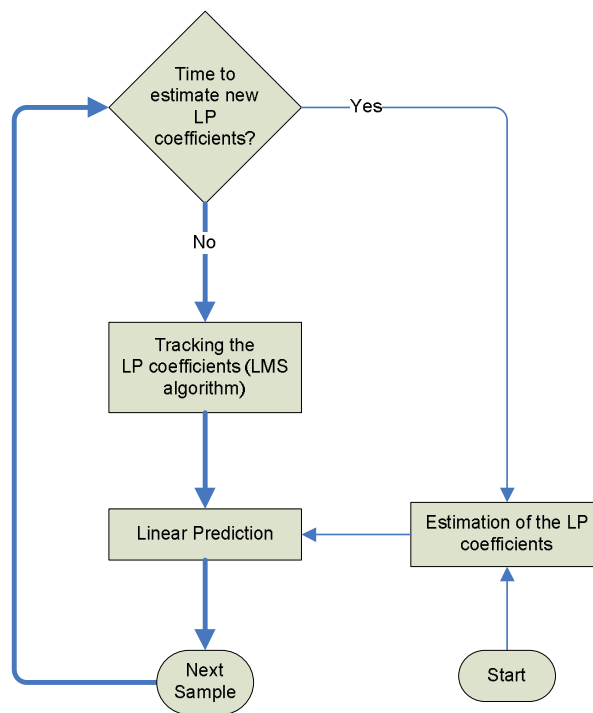 Time to
estimate new
LP
coefficients?
Yes
No
Tracking the
LP coefficients (LMS
algorithm)
Linear Prediction
Estimation of the LP
coefficients
Next
Sample
Start